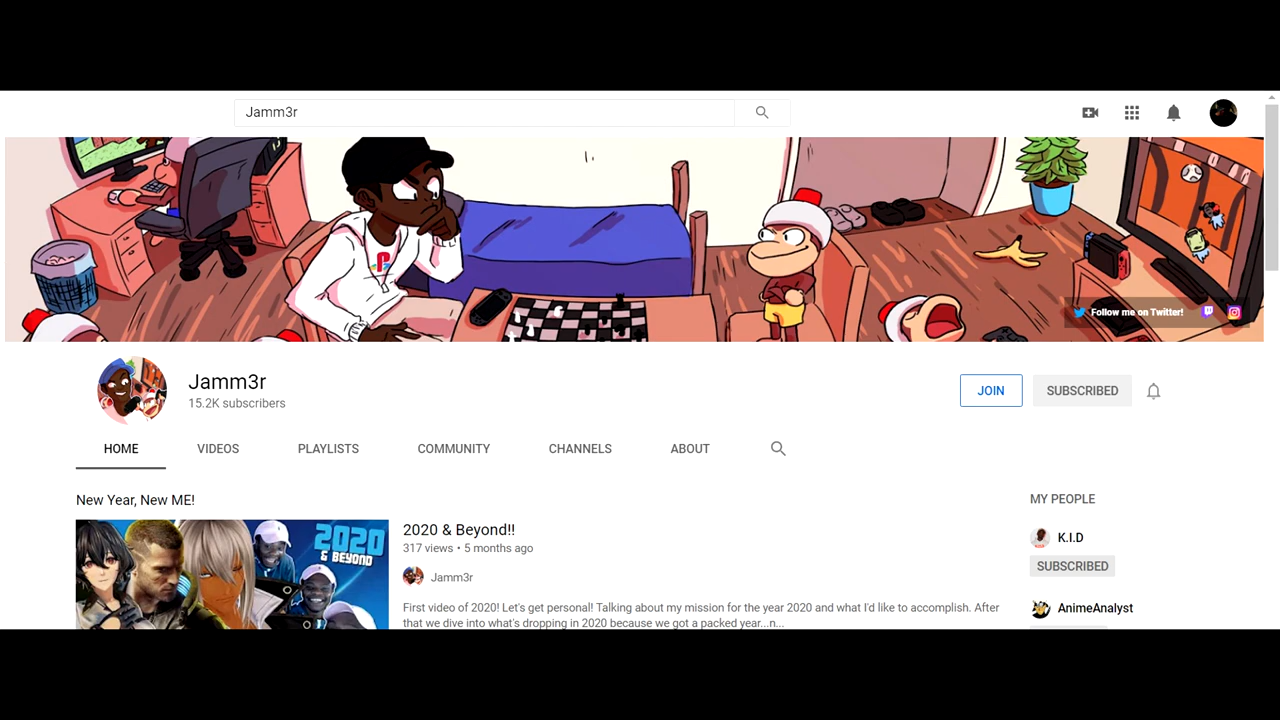 Jamm3r
Follow me on Twitter!
Jamm3r
15.2K subscribers
JOIN
SUBSCRIBED
HOME
VIDEOS
PLAYLISTS
COMMUNITY
CHANNELS
ABOUT
New Year, New ME!
2020
& BEYOND
2020 & Beyond!!
317 views • 5 months ago
Jamm3r
First video of 2020! Let's get personal! Talking about my mission for the year 2020 and what I'd like to accomplish. After
that we dive into what's dropping in 2020 because we got a packed year...n...
MY PEOPLE
K.I.D
SUBSCRIBED
AnimeAnalyst